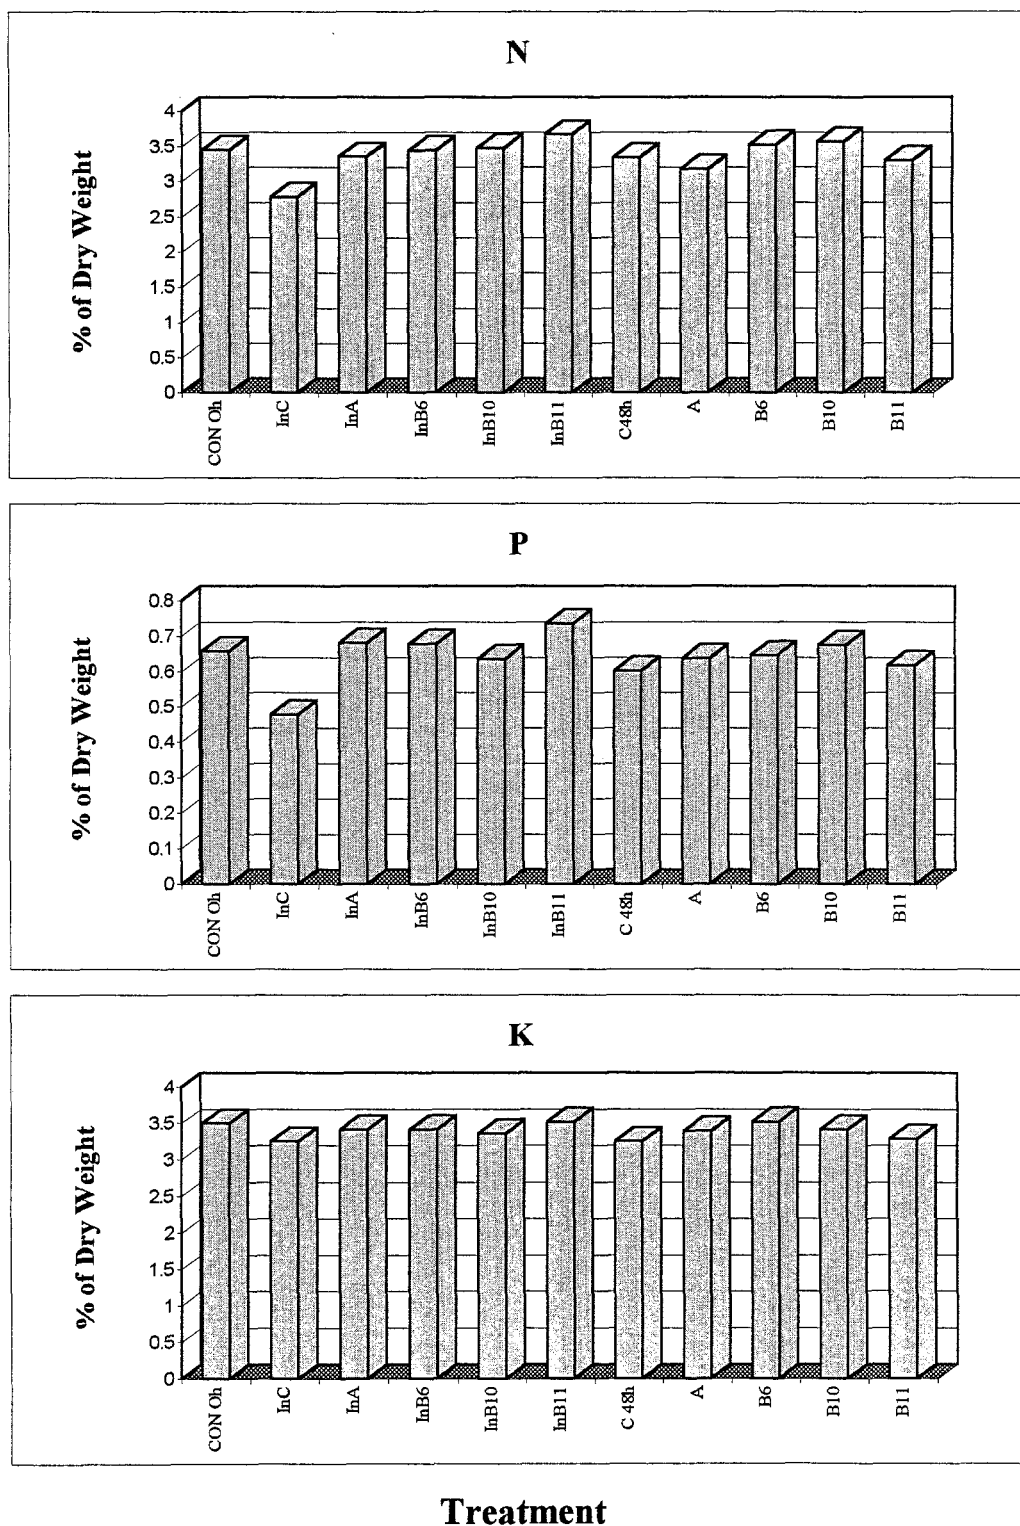 N
% of Dry Weight
4
3.5
3
2.5
2
1.5
1
0.5
0
CON Oh
InC
InA
InB6
InB10
InB11
C48h
A
B6
B10
B11
P
% of Dry Weight
0.8
0.7
0.6
0.5
0.4
0.3
0.2
0.1
0
CON Oh
InC
InA
InB6
InB10
InB11
C 48h
A
B6
B10
B11
K
% of Dry Weight
4
3.5
3
2.5
2
1.5
1
0.5
0
CON Oh
InC
InA
InB6
InB10
InB11
C 48h
A
B6
B10
B11
Treatment